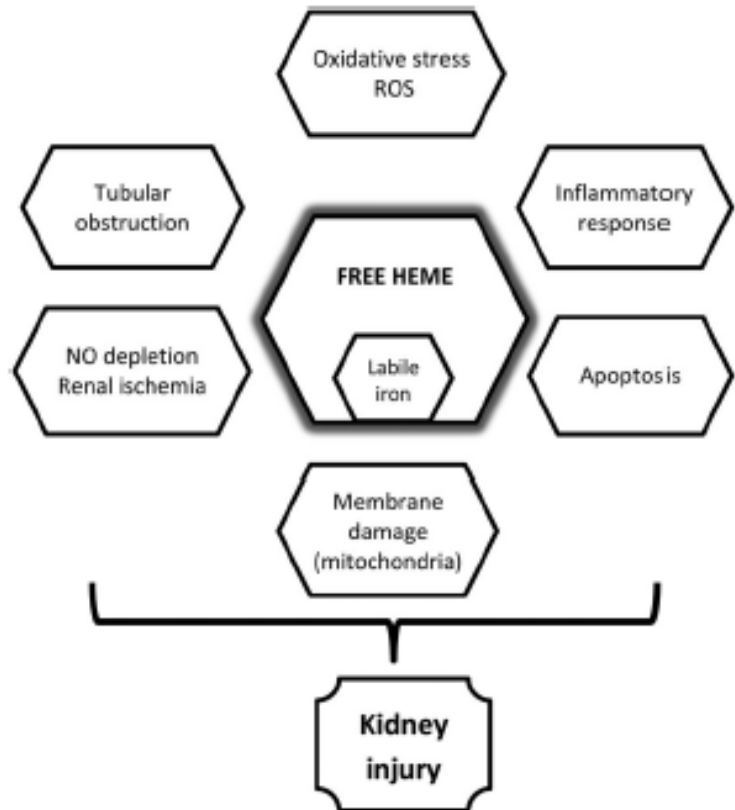 Oxidative stress
ROS
Tubular
obstruction
Inflammatory
response
FREE HEME
Labile
iron
NO depletion
Renal ischemia
Apoptosis
Membrane
damage
(mitochondria)
Kidney
injury